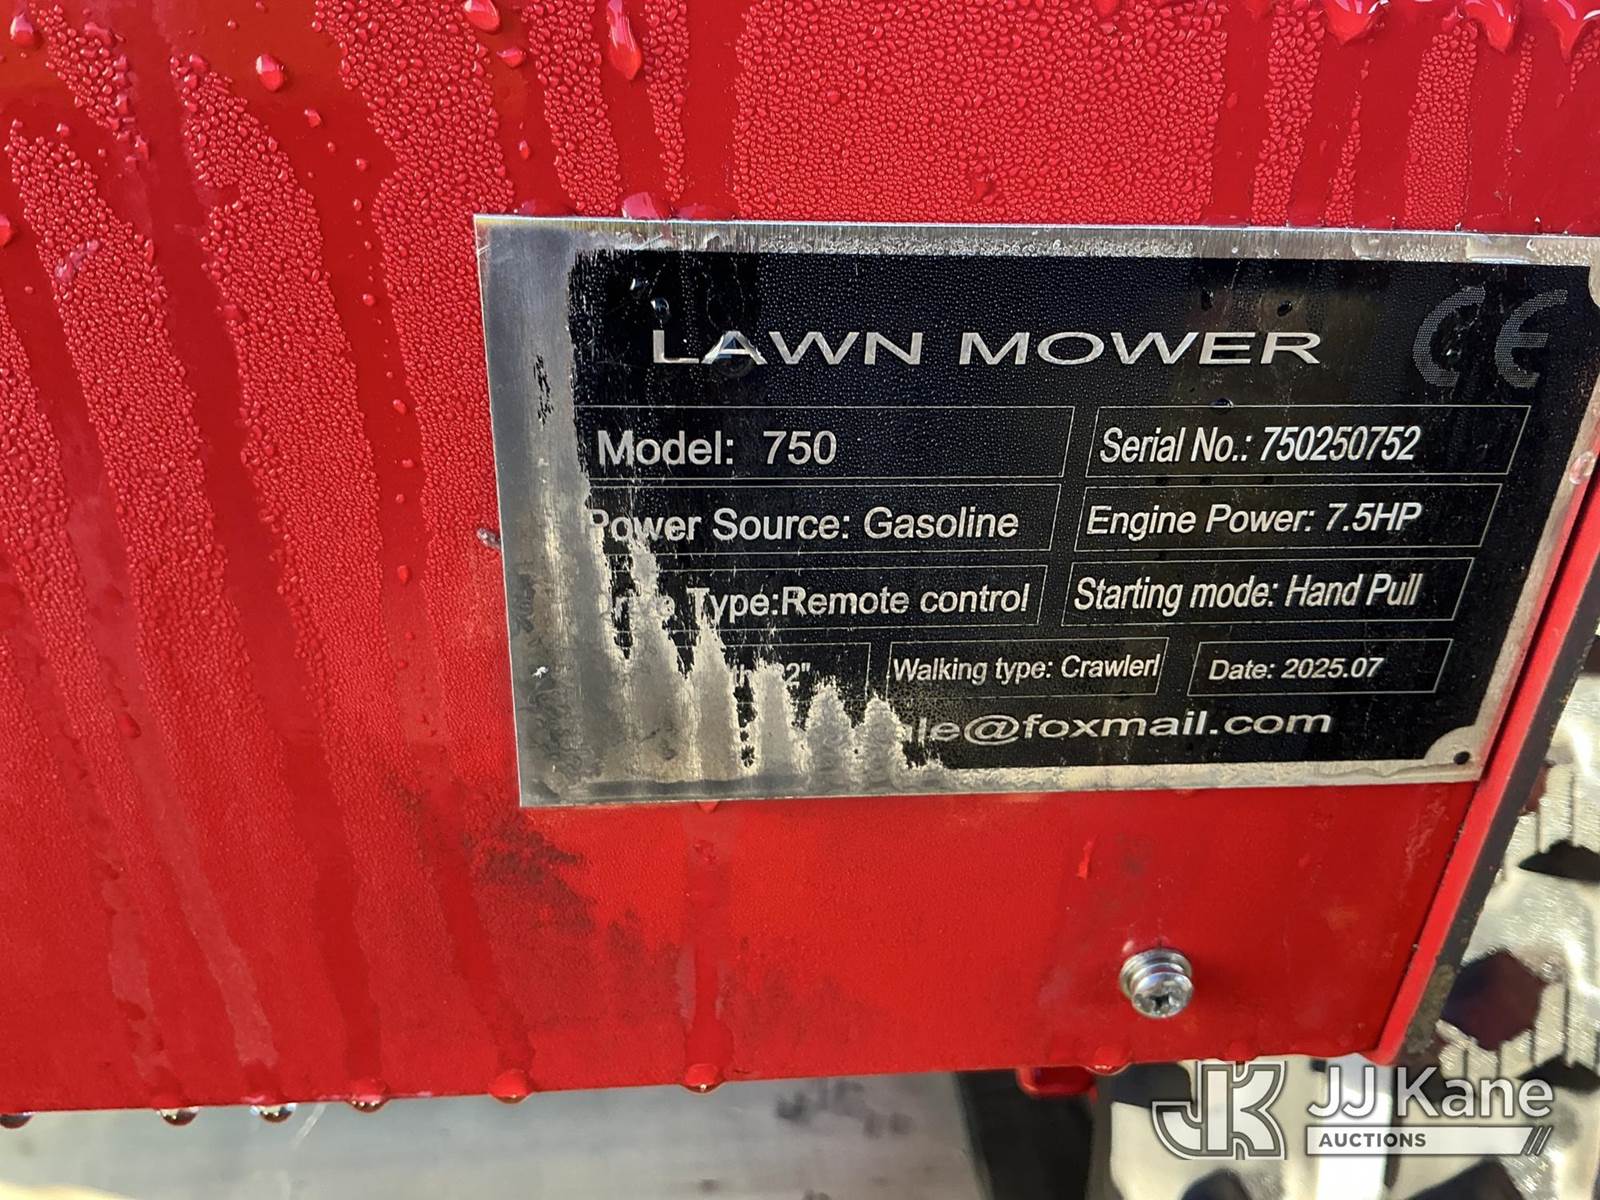 LAWN MOWER CE
Model: 750 Serial No.: 750250752
Power Source: Gasoline Engine Power: 7.5HP
Type:Remote control Starting mode: Hand Pull
Walking type: Crawlerl Date: 2025.07
@foxmail.com
JK JJ Kane
AUCTIONS